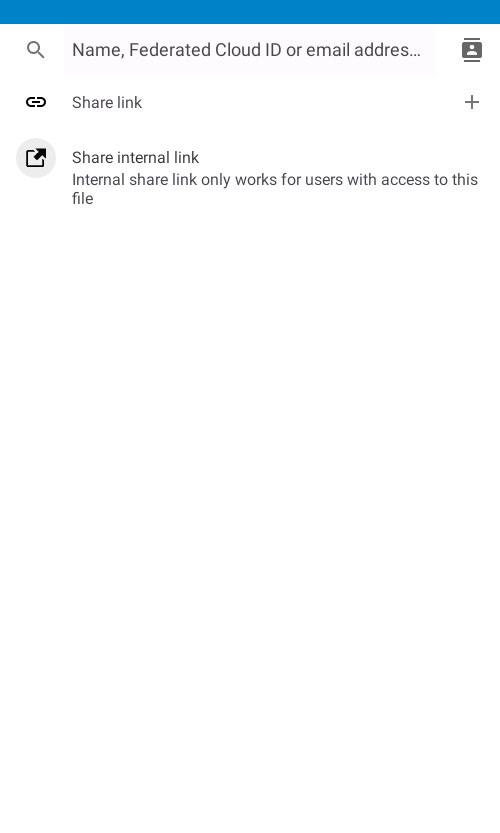 Name, Federated Cloud ID or email addres…
Share link
Share internal link
Internal share link only works for users with access to this
file